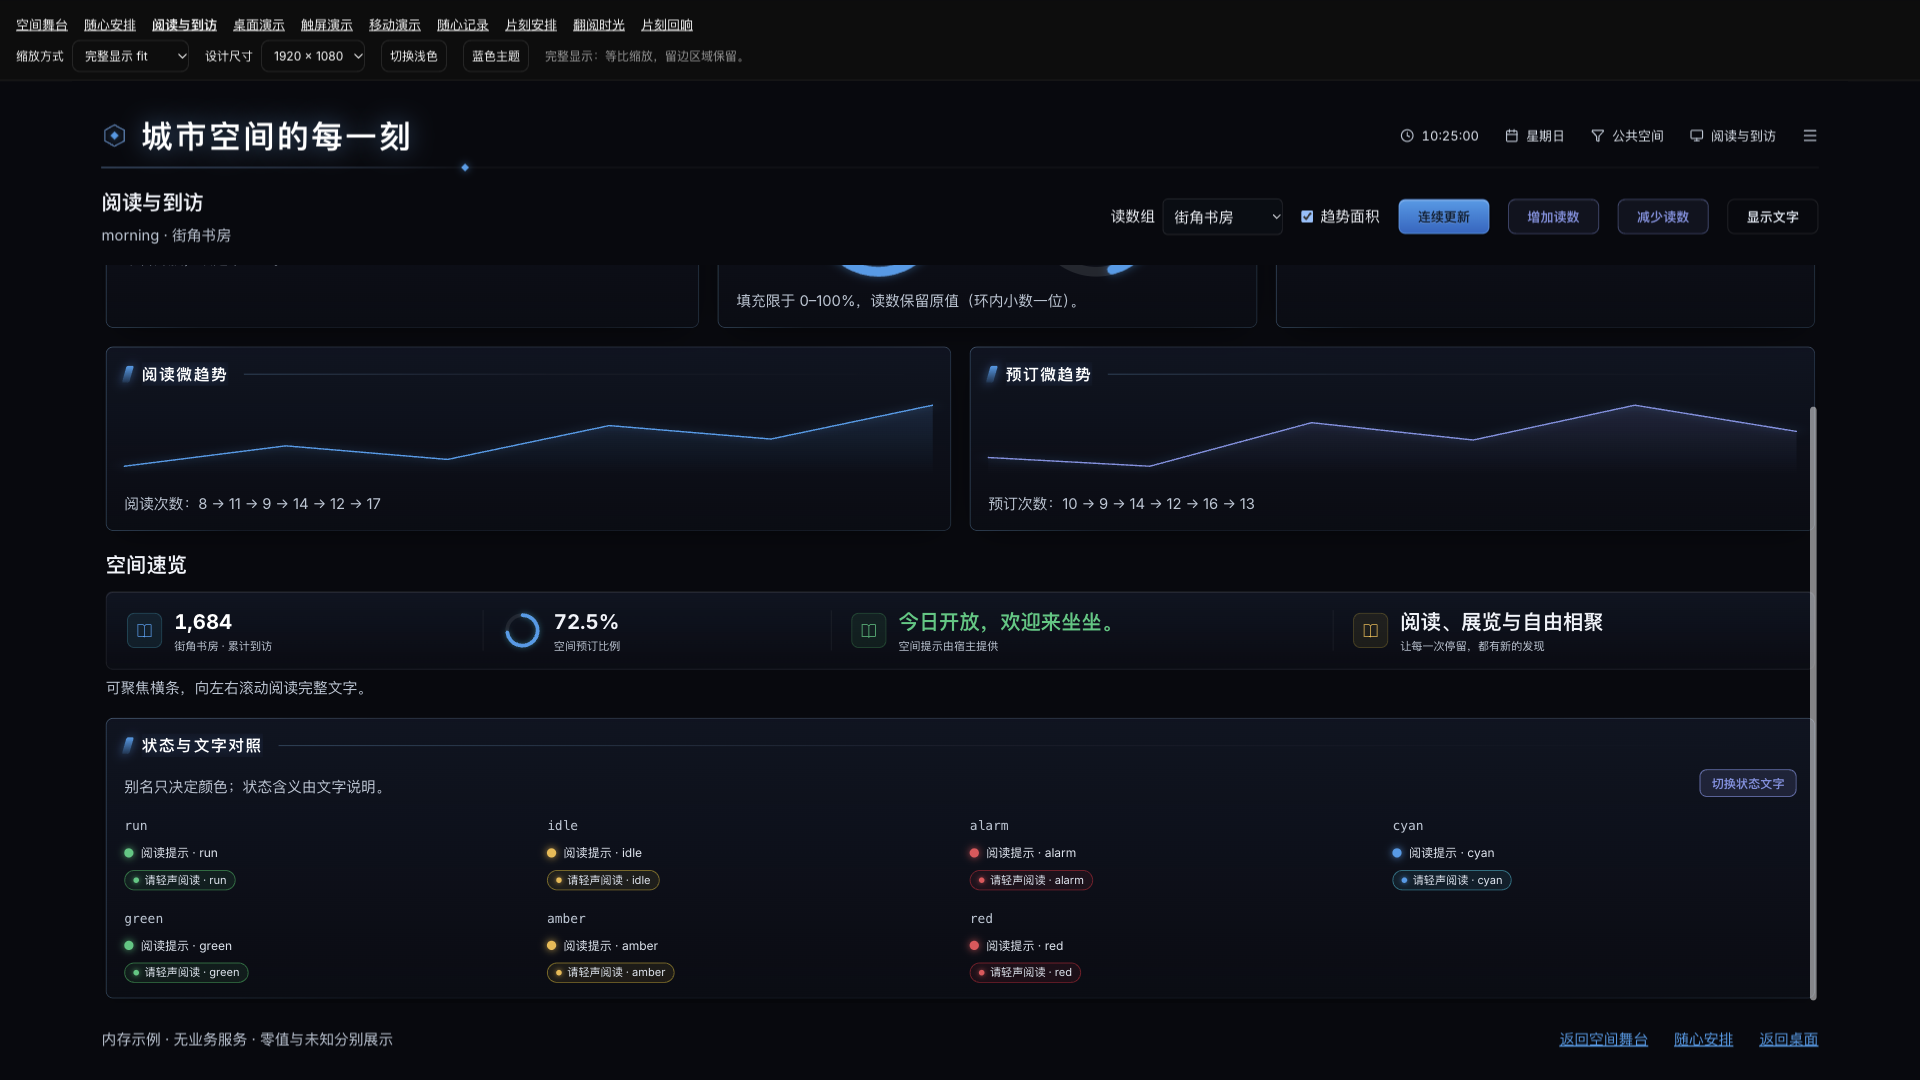 空间舞台 随心安排 阅读与到访 桌面演示 触屏演示 移动演示 随心记录 片刻安排 翻阅时光 片刻回响
缩放方式 完整显示 fit 设计尺寸 1920 × 1080 切换浅色 蓝色主题 完整显示：等比缩放，留边区域保留。
城市空间的每一刻
10:25:00 星期日 公共空间 阅读与到访
阅读与到访
morning · 街角书房
读数组 街角书房 趋势面积 连续更新 增加读数 减少读数 显示文字
填充限于 0–100%，读数保留原值（环内小数一位）。
阅读微趋势
阅读次数：8 → 11 → 9 → 14 → 12 → 17
预订微趋势
预订次数：10 → 9 → 14 → 12 → 16 → 13
空间速览
1,684
街角书房 · 累计到访
72.5%
空间预订比例
今日开放，欢迎来坐坐。
空间提示由宿主提供
阅读、展览与自由相聚
让每一次停留，都有新的发现
可聚焦横条，向左右滚动阅读完整文字。
状态与文字对照
别名只决定颜色；状态含义由文字说明。
切换状态文字
run
阅读提示 · run
请轻声阅读 · run
idle
阅读提示 · idle
请轻声阅读 · idle
alarm
阅读提示 · alarm
请轻声阅读 · alarm
cyan
阅读提示 · cyan
请轻声阅读 · cyan
green
阅读提示 · green
请轻声阅读 · green
amber
阅读提示 · amber
请轻声阅读 · amber
red
阅读提示 · red
请轻声阅读 · red
内存示例 · 无业务服务 · 零值与未知分别展示
返回空间舞台 随心安排 返回桌面